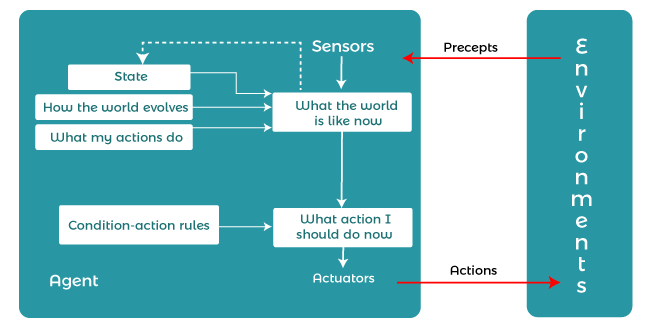 Sensors
Precepts
State
How the world evolves
What my actions do
What the world
is like now
Condition-action rules
What action I
should do now
Agent
Actuators
Actions
Environments